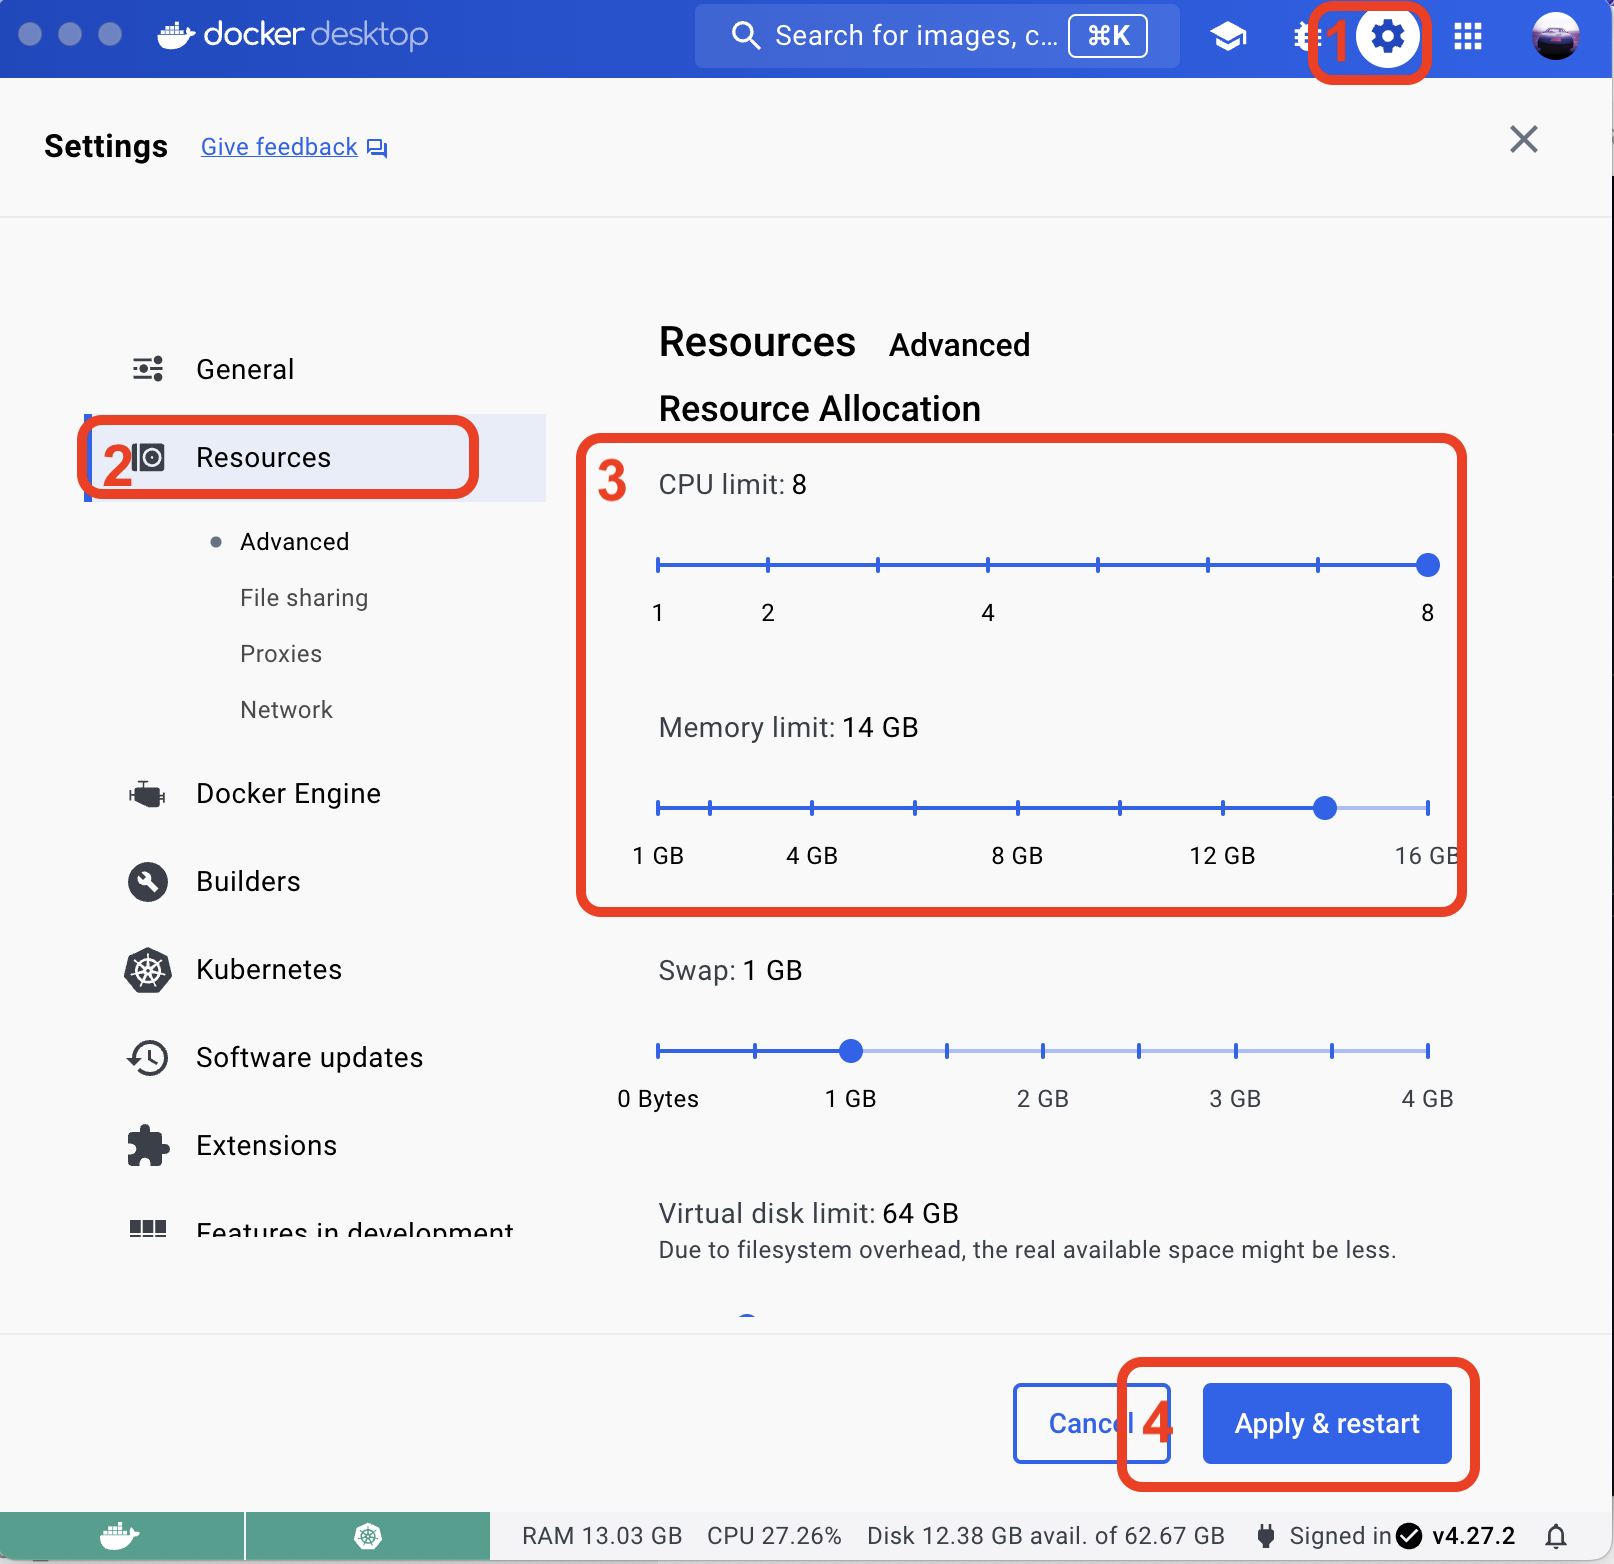 docker desktop
Search for images, c... ⌘K
1
Settings
Give feedback
General
2 Resources
Advanced
File sharing
Proxies
Network
Docker Engine
Builders
Kubernetes
Software updates
Extensions
Features in development
Resources Advanced
Resource Allocation
3 CPU limit: 8
1 2 4 8
Memory limit: 14 GB
1 GB 4 GB 8 GB 12 GB 16 GB
Swap: 1 GB
0 Bytes 1 GB 2 GB 3 GB 4 GB
Virtual disk limit: 64 GB
Due to filesystem overhead, the real available space might be less.
Cancel 4 Apply & restart
RAM 13.03 GB CPU 27.26% Disk 12.38 GB avail. of 62.67 GB Signed in v4.27.2